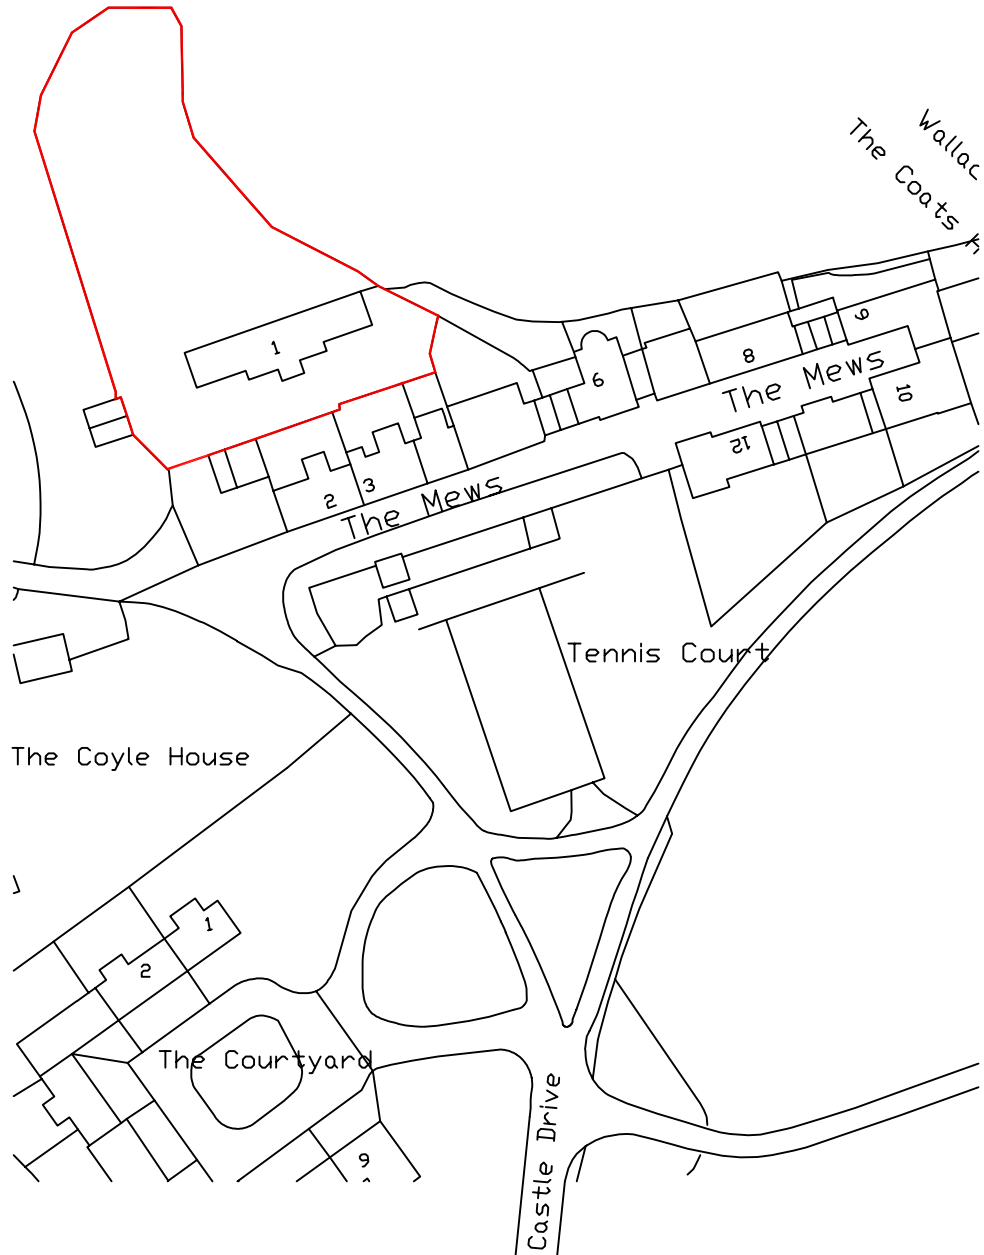 Wallac
The Coats H
1
6
8
9
The Mews
10
12
2
3
The Mews
Tennis Court
The Coyle House
1
2
The Courtyard
9
Castle Drive